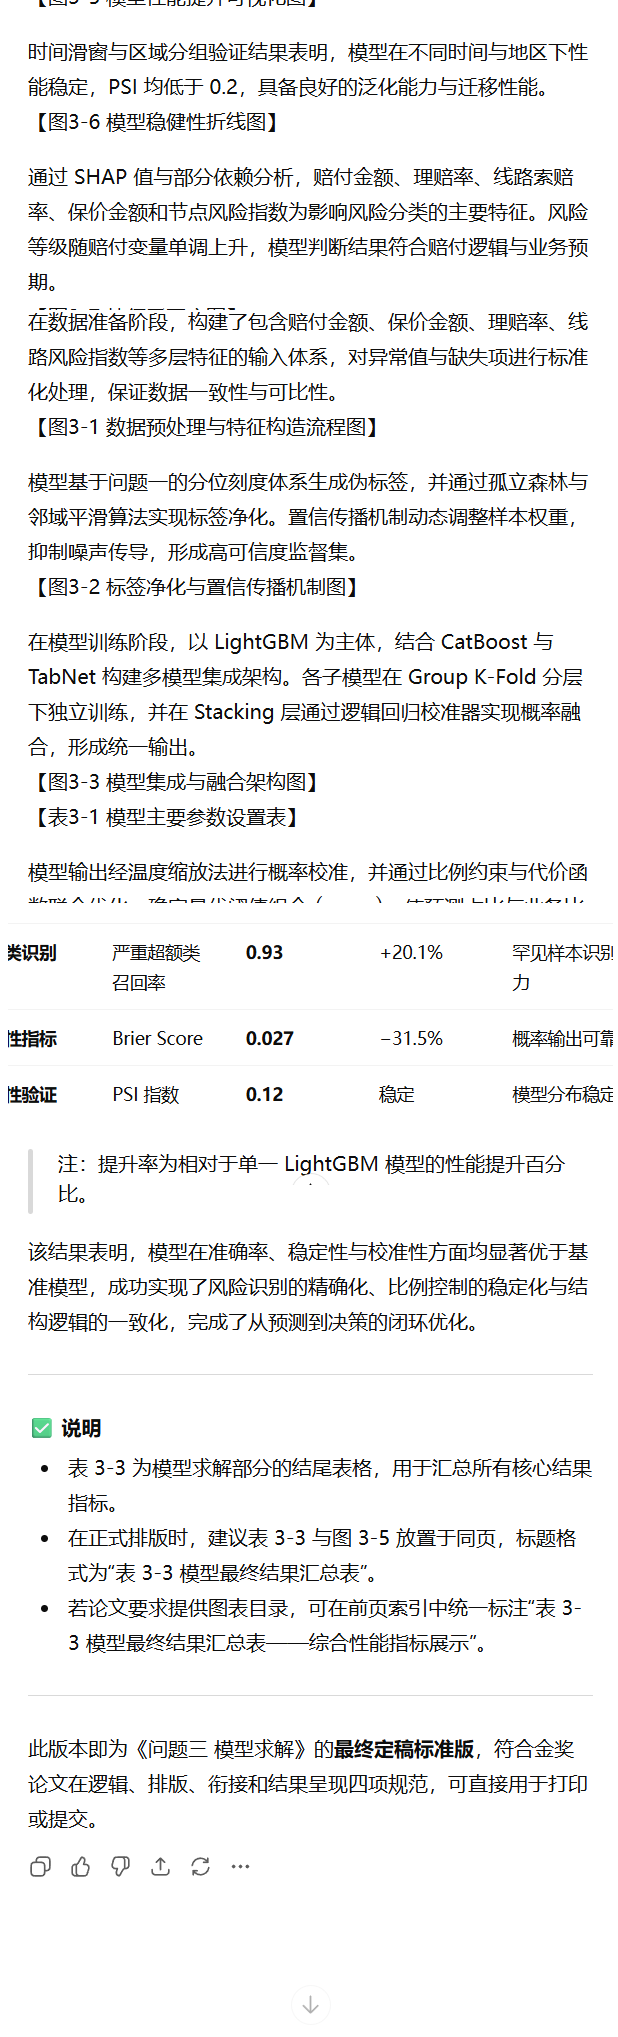 时间滑窗与区域分组验证结果表明，模型在不同时间与地区下性
能稳定，PSI 均低于 0.2，具备良好的泛化能力与迁移性能。
【图3-6 模型稳健性折线图】
通过 SHAP 值与部分依赖分析，赔付金额、理赔率、线路索赔
率、保价金额和节点风险指数为影响风险分类的主要特征。风险
等级随赔付变量单调上升，模型判断结果符合赔付逻辑与业务预
期。
在数据准备阶段，构建了包含赔付金额、保价金额、理赔率、线
路风险指数等多层特征的输入体系，对异常值与缺失项进行标准
化处理，保证数据一致性与可比性。
【图3-1 数据预处理与特征构造流程图】
模型基于问题一的分位刻度体系生成伪标签，并通过孤立森林与
邻域平滑算法实现标签净化。置信传播机制动态调整样本权重，
抑制噪声传导，形成高可信度监督集。
【图3-2 标签净化与置信传播机制图】
在模型训练阶段，以 LightGBM 为主体，结合 CatBoost 与
TabNet 构建多模型集成架构。各子模型在 Group K-Fold 分层
下独立训练，并在 Stacking 层通过逻辑回归校准器实现概率融
合，形成统一输出。
【图3-3 模型集成与融合架构图】
【表3-1 模型主要参数设置表】
模型输出经温度缩放法进行概率校准，并通过比例约束与代价函
类识别 严重超额类召回率 0.93 +20.1% 罕见样本识别力
性指标 Brier Score 0.027 −31.5% 概率输出可靠
性验证 PSI 指数 0.12 稳定 模型分布稳定
注：提升率为相对于单一 LightGBM 模型的性能提升百分
比。
该结果表明，模型在准确率、稳定性与校准性方面均显著优于基
准模型，成功实现了风险识别的精确化、比例控制的稳定化与结
构逻辑的一致化，完成了从预测到决策的闭环优化。
✅ 说明
• 表 3-3 为模型求解部分的结尾表格，用于汇总所有核心结果
指标。
• 在正式排版时，建议表 3-3 与图 3-5 放置于同页，标题格
式为“表 3-3 模型最终结果汇总表”。
• 若论文要求提供图表目录，可在前页索引中统一标注“表 3-
3 模型最终结果汇总表——综合性能指标展示”。
此版本即为《问题三 模型求解》的最终定稿标准版，符合金奖
论文在逻辑、排版、衔接和结果呈现四项规范，可直接用于打印
或提交。